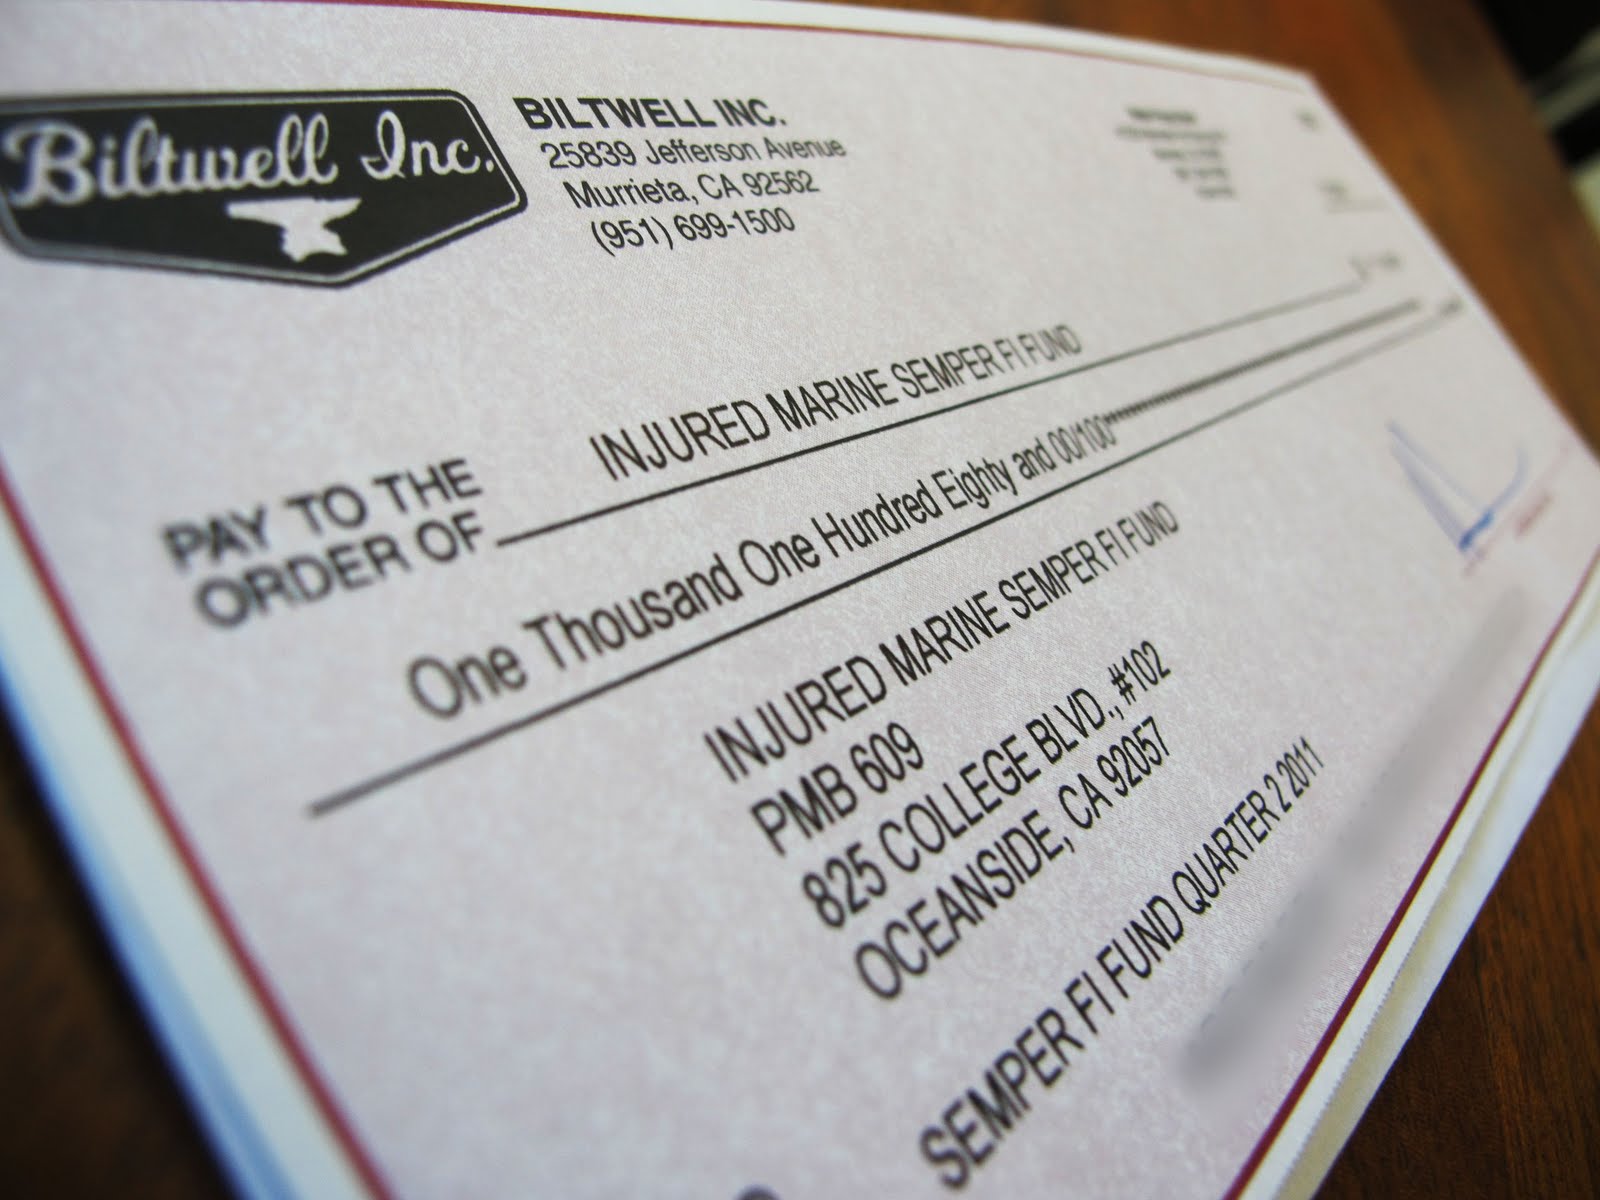 Biltwell Inc.
BILTWELL INC.
25839 Jefferson Avenue
Murrieta, CA 92562
(951) 699-1500
PAY TO THE
ORDER OF
INJURED MARINE SEMPER FI FUND
One Thousand One Hundred Eighty and 00/100
INJURED MARINE SEMPER FI FUND
PMB 609
825 COLLEGE BLVD., #102
OCEANSIDE, CA 92057
SEMPER FI FUND QUARTER 2 2011